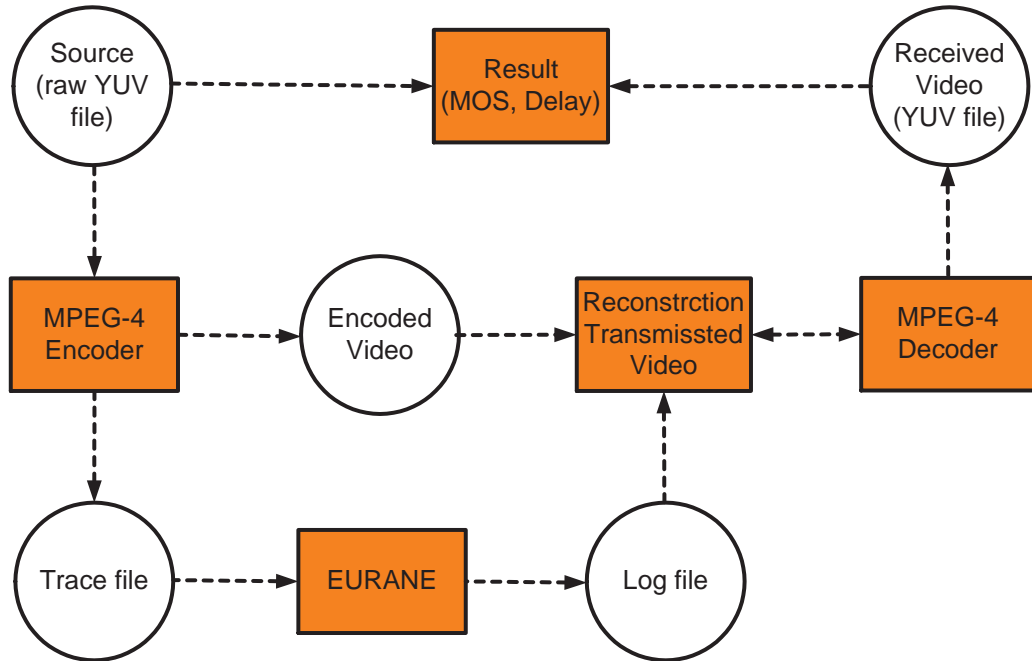 Source
(raw YUV
file)
Result
(MOS, Delay)
Received
Video
(YUV file)
MPEG-4
Encoder
Encoded
Video
Reconstrction
Transmissted
Video
MPEG-4
Decoder
Trace file
EURANE
Log file